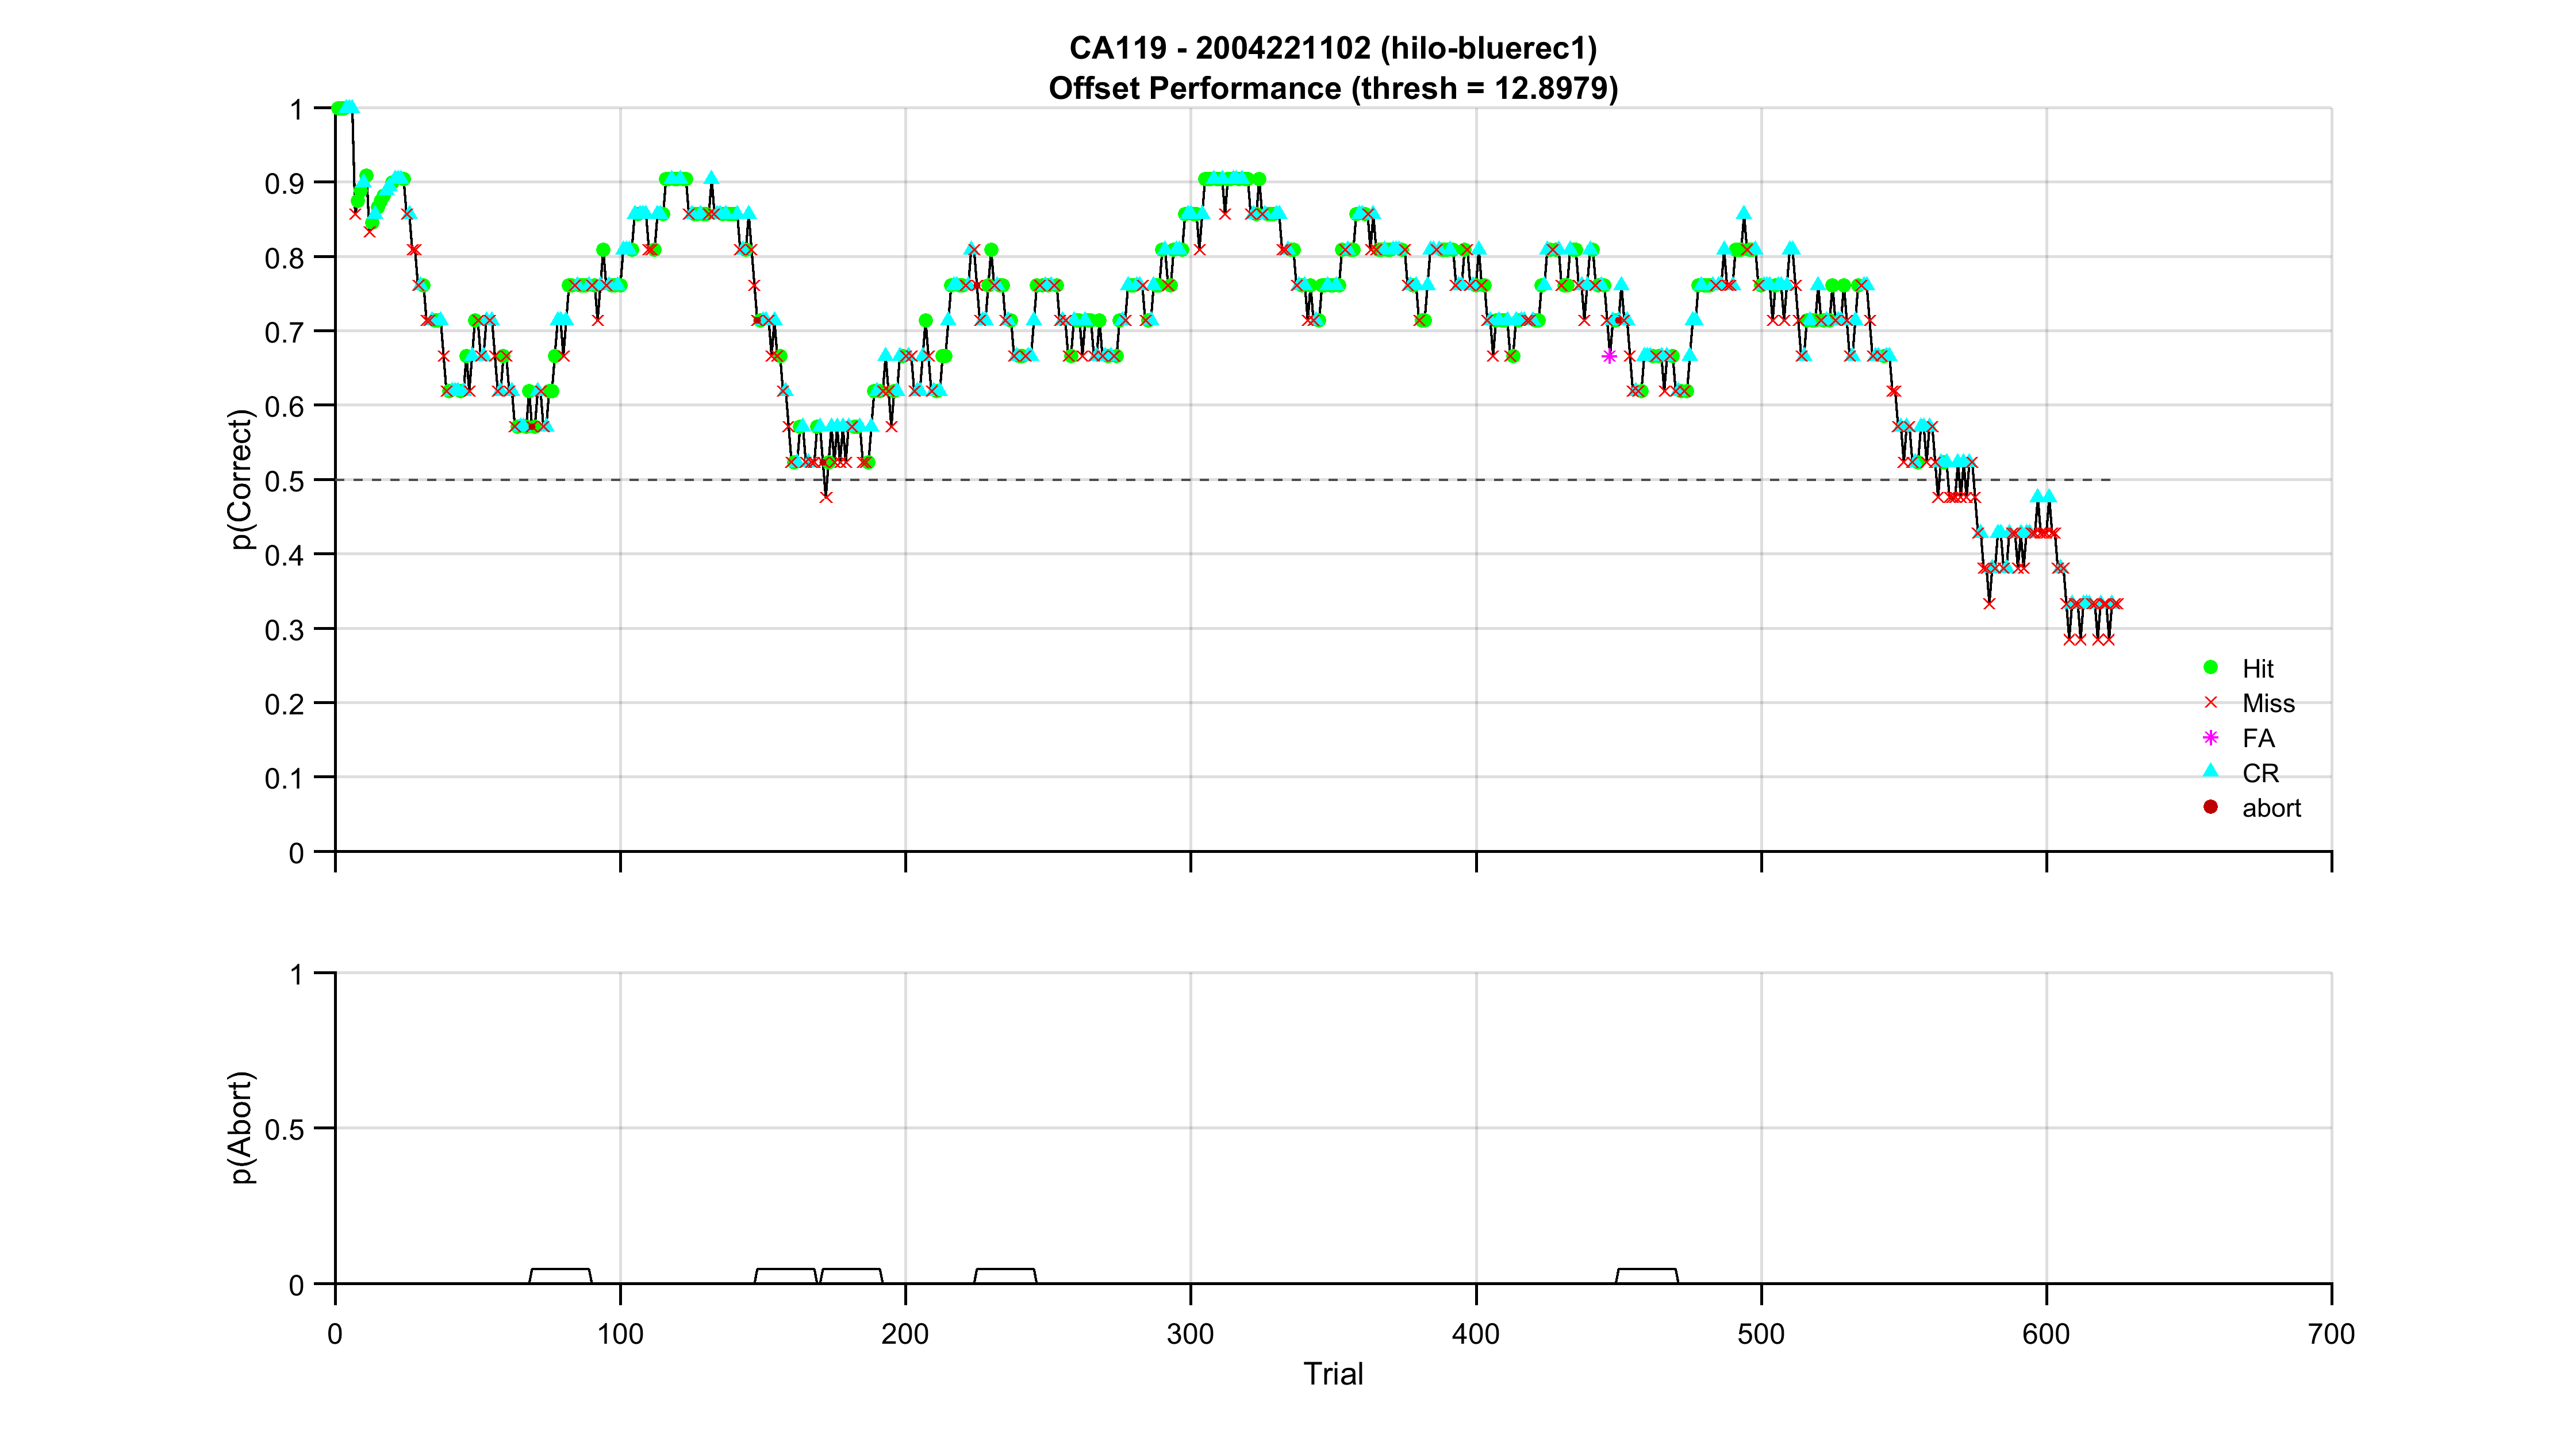 CA119 - 2004221102 (hilo-bluerec1)
Offset Performance (thresh = 12.8979)
p(Correct)
1
0.9
0.8
0.7
0.6
0.5
0.4
0.3
0.2
0.1
0
Hit
Miss
FA
CR
abort
p(Abort)
1
0.5
0
0 100 200 300 400 500 600 700
Trial